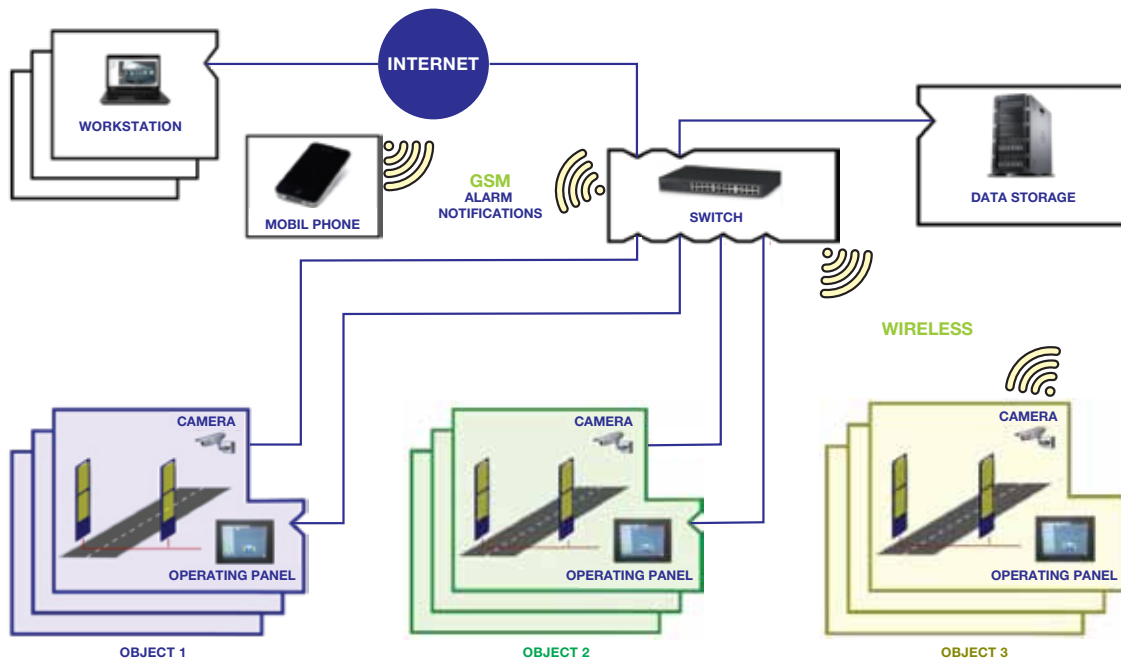 INTERNET
WORKSTATION
MOBIL PHONE
GSM
ALARM
NOTIFICATIONS
SWITCH
DATA STORAGE
WIRELESS
CAMERA
OPERATING PANEL
OBJECT 1
CAMERA
OPERATING PANEL
OBJECT 2
CAMERA
OPERATING PANEL
OBJECT 3